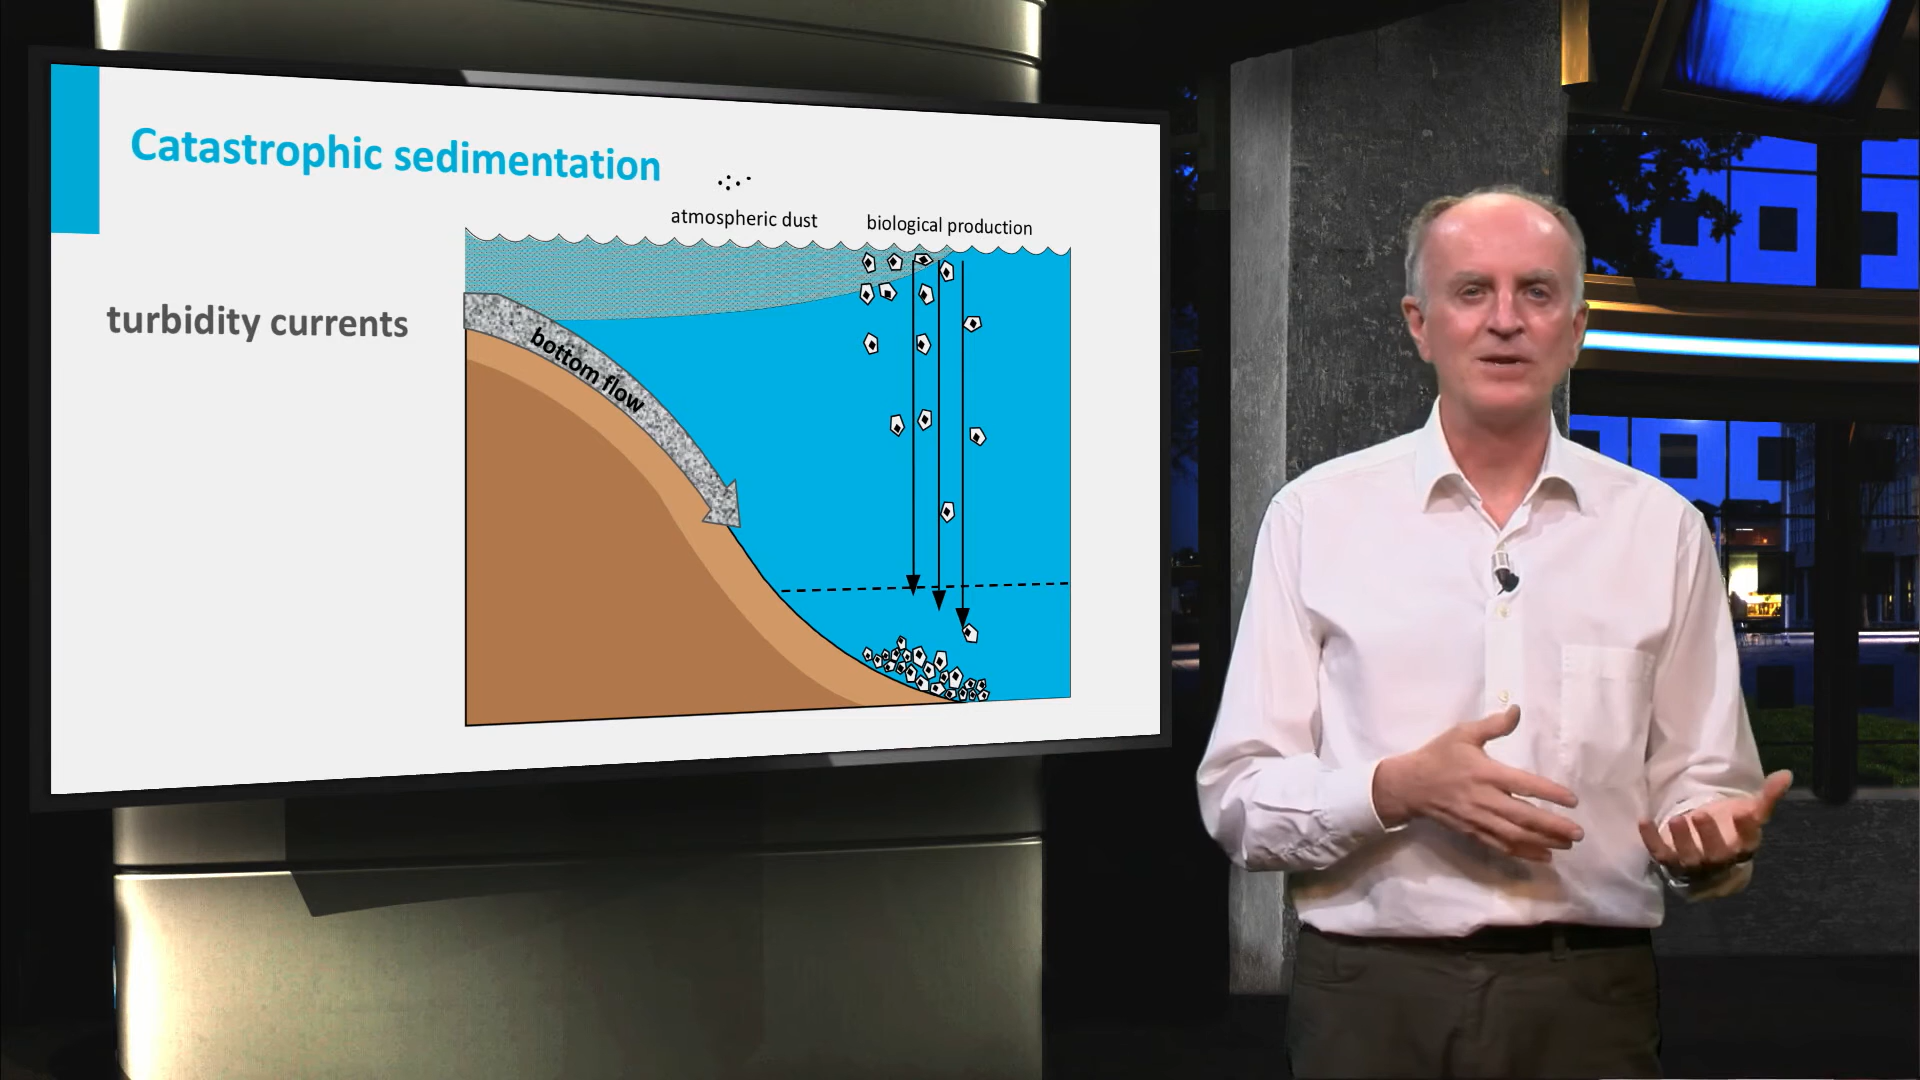 Catastrophic sedimentation
atmospheric dust
biological production
turbidity currents
bottom flow